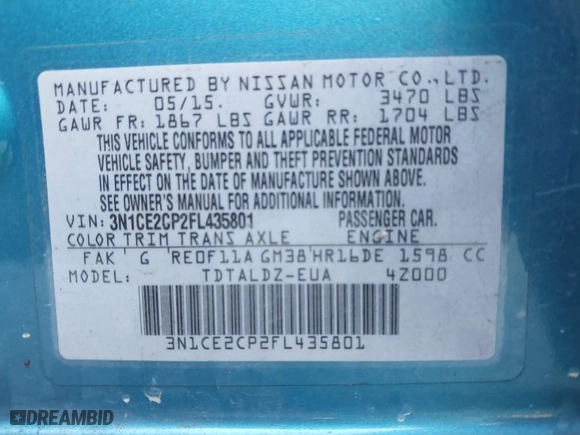 MANUFACTURED BY NISSAN MOTOR CO., LTD.
DATE: 05/15. GVWR: 3470 LBS
GAWR FR: 1867 LBS GAWR RR: 1704 LBS
THIS VEHICLE CONFORMS TO ALL APPLICABLE FEDERAL MOTOR
VEHICLE SAFETY, BUMPER AND THEFT PREVENTION STANDARDS
IN EFFECT ON THE DATE OF MANUFACTURE SHOWN ABOVE.
SEE OWNER'S MANUAL FOR ADDITIONAL INFORMATION.
VIN: 3N1CE2CP2FL435801 PASSENGER CAR.
COLOR TRIM TRANS AXLE ENGINE
FAK G RE0F11A GM38 HR16DE 1598 CC
MODEL: TDTALDZ-EUA 4Z000
3N1CE2CP2FL435801
DREAMBID